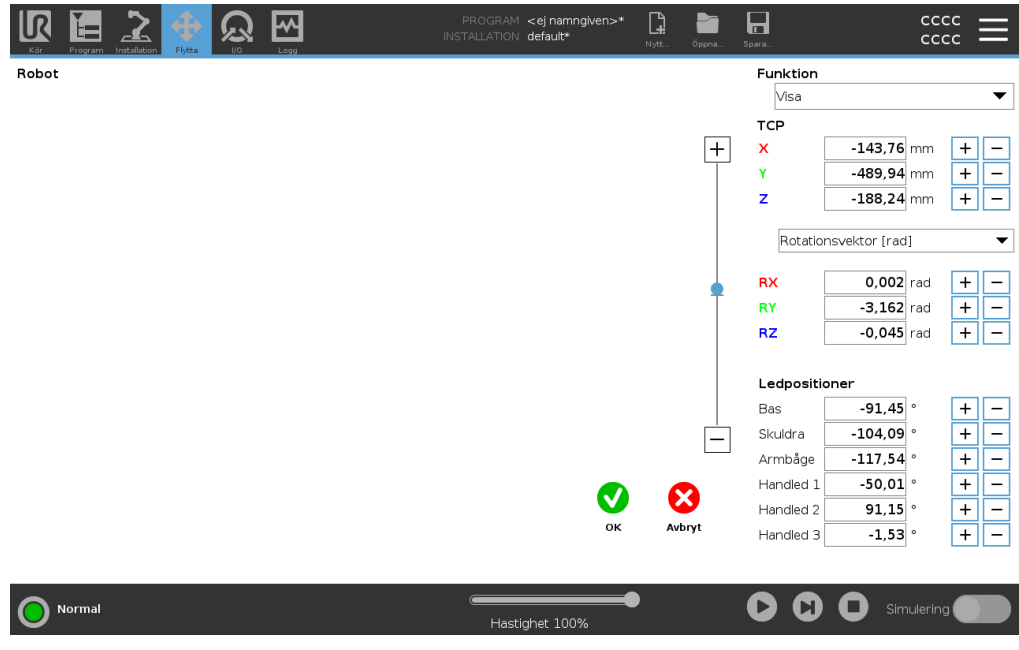 PROGRAM <ej namngiven>*
INSTALLATION default*
CCCC
CCCC
Kör Program Installation Flytta I/O Logg
Nytt... Öppna... Spara...
Robot
Funktion
Visa
TCP
X -143,76 mm + −
Y -489,94 mm + −
Z -188,24 mm + −
Rotationsvektor [rad]
RX 0,002 rad + −
RY -3,162 rad + −
RZ -0,045 rad + −
Ledpositioner
Bas -91,45 ° + −
Skuldra -104,09 ° + −
Armbåge -117,54 ° + −
Handled 1 -50,01 ° + −
Handled 2 91,15 ° + −
Handled 3 -1,53 ° + −
OK Avbryt
Normal
Hastighet 100%
Simulering